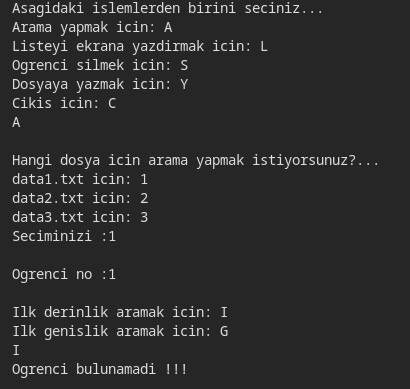 Asagidaki islemlerden birini seciniz...
Arama yapmak icin: A
Listeyi ekrana yazdirmak icin: L
Ogrenci silmek icin: S
Dosyaya yazmak icin: Y
Cikis icin: C
A
Hangi dosya icin arama yapmak istiyorsunuz?...
data1.txt icin: 1
data2.txt icin: 2
data3.txt icin: 3
Seciminizi :1
Ogrenci no :1
Ilk derinlik aramak icin: I
Ilk genislik aramak icin: G
I
Ogrenci bulunamadi !!!